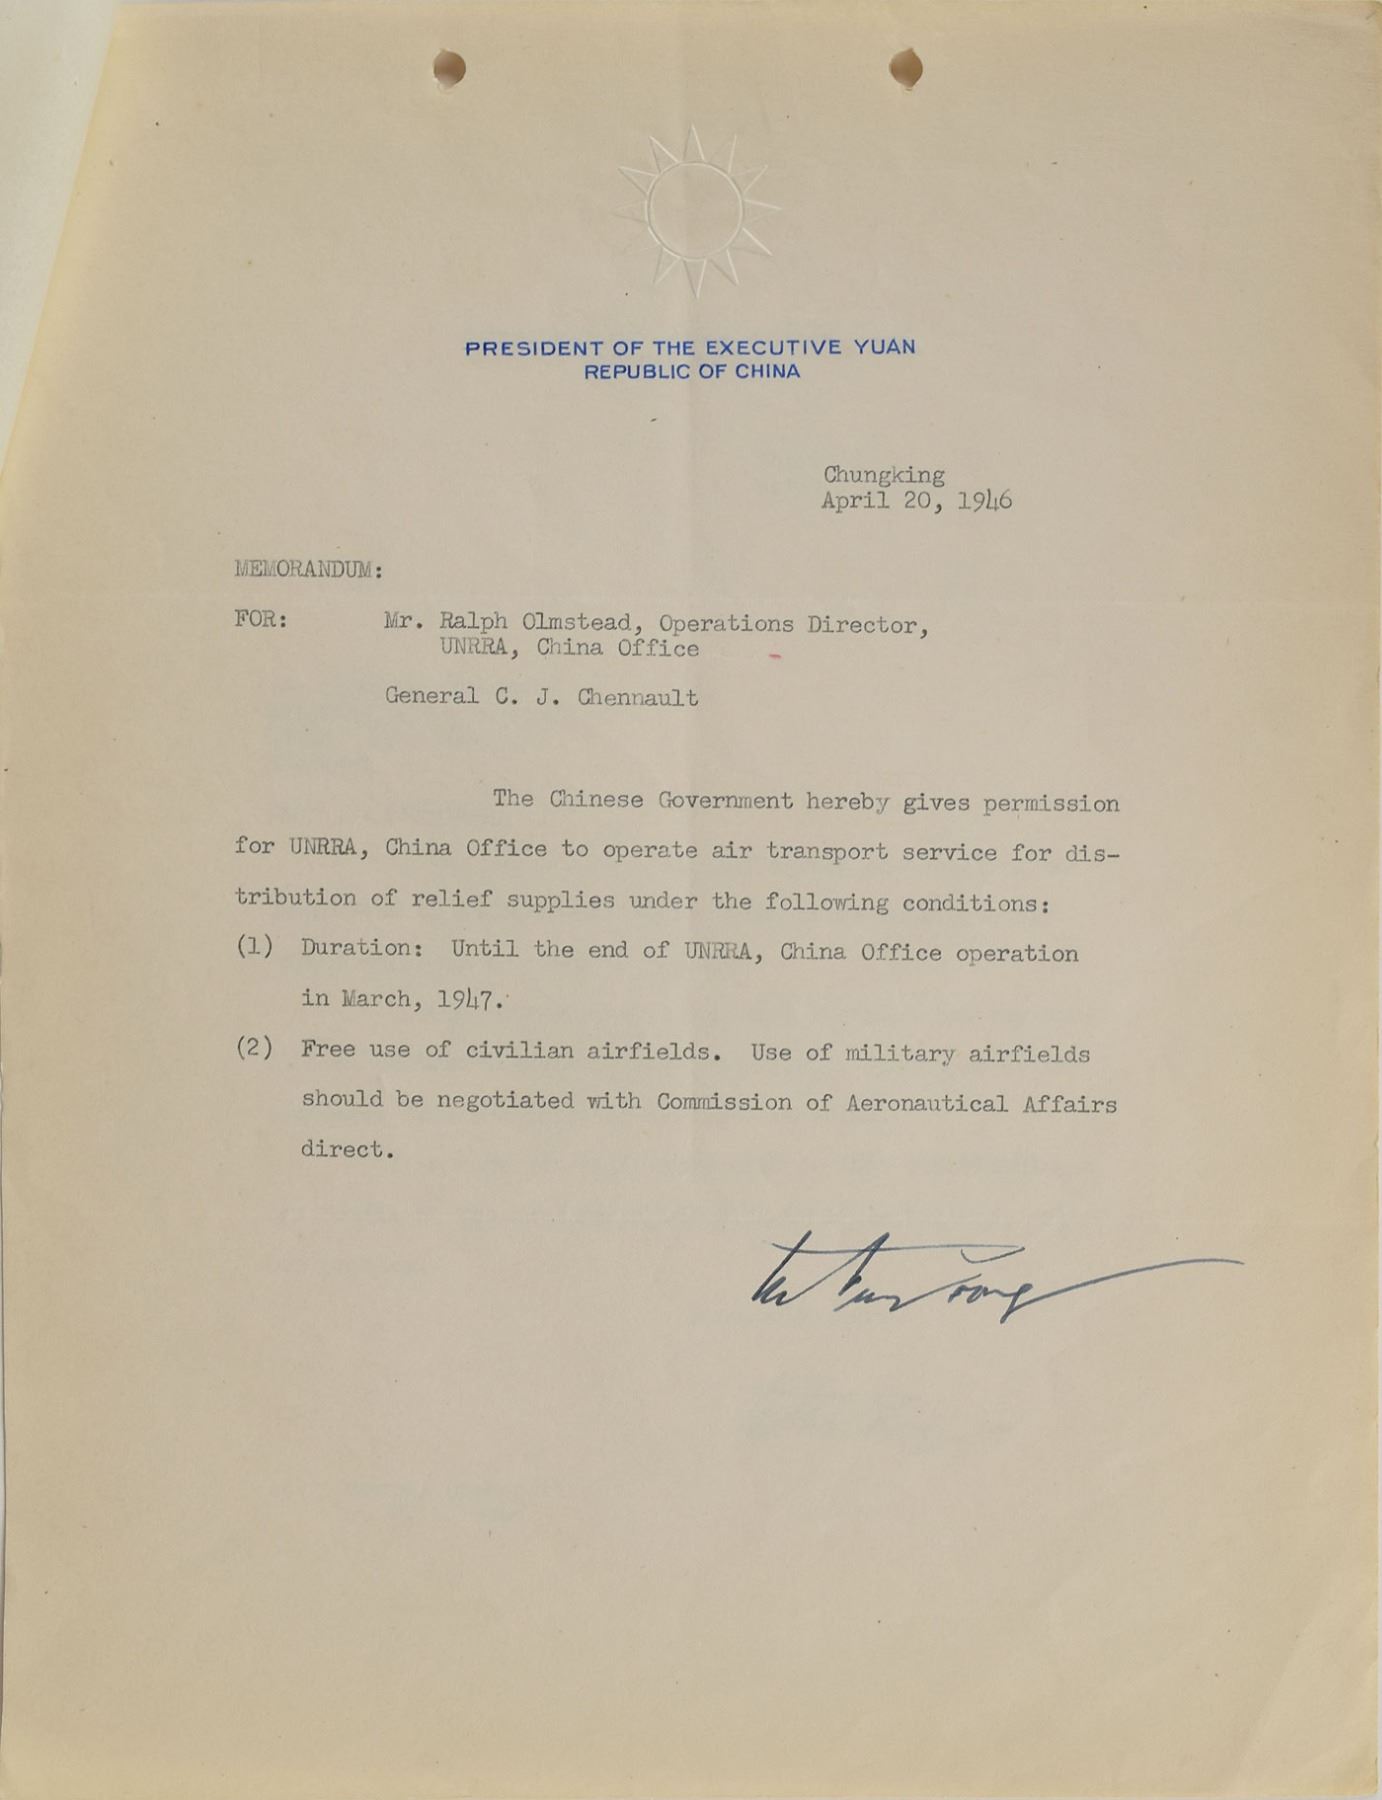 PRESIDENT OF THE EXECUTIVE YUAN
REPUBLIC OF CHINA
Chungking
April 20, 1946
MEMORANDUM:
FOR: Mr. Ralph Olmstead, Operations Director,
UNRRA, China Office
General C. J. Chennault
The Chinese Government hereby gives permission
for UNRRA, China Office to operate air transport service for dis-
tribution of relief supplies under the following conditions:
(1) Duration: Until the end of UNRRA, China Office operation
in March, 1947.
(2) Free use of civilian airfields. Use of military airfields
should be negotiated with Commission of Aeronautical Affairs
direct.